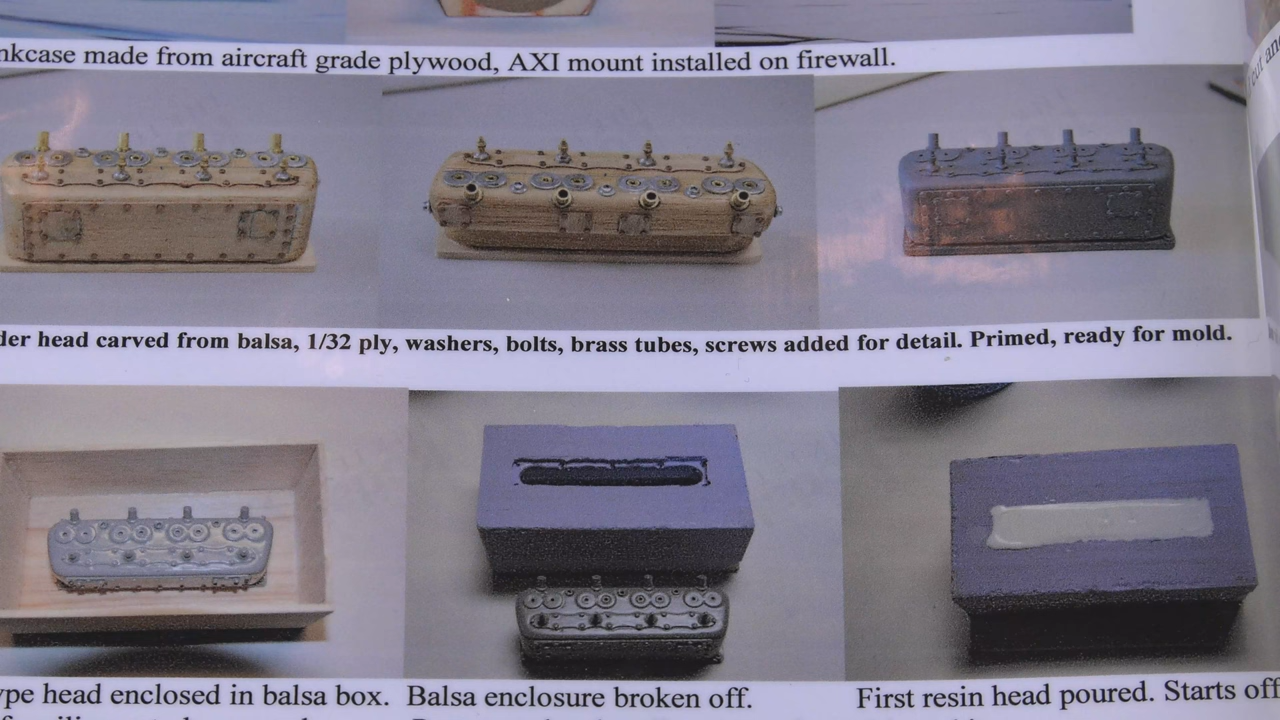 nkcase made from aircraft grade plywood, AXI mount installed on firewall.
der head carved from balsa, 1/32 ply, washers, bolts, brass tubes, screws added for detail. Primed, ready for mold.
ype head enclosed in balsa box. Balsa enclosure broken off. First resin head poured. Starts off